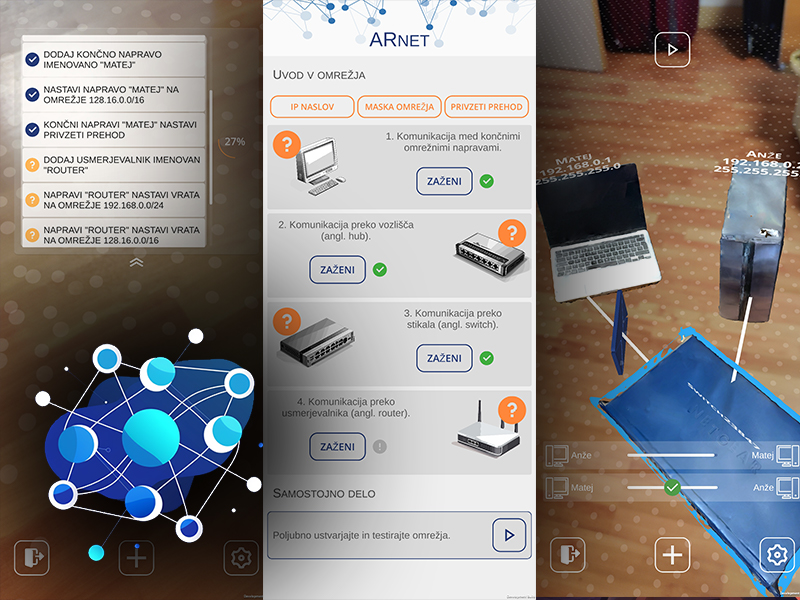 DODAJ KONČNO NAPRAVO
IMENOVANO "MATEJ"
NASTAVI NAPRAVO "MATEJ" NA
OMREŽJE 128.16.0.0/16
KONČNI NAPRAVI "MATEJ" NASTAVI
PRIVZETI PREHOD
DODAJ USMERJEVALNIK IMENOVAN
"ROUTER"
NAPRAVI "ROUTER" NASTAVI VRATA
NA OMREŽJE 192.168.0.0/24
NAPRAVI "ROUTER" NASTAVI VRATA
NA OMREŽJE 128.16.0.0/16
27%
ARNET
UVOD V OMREŽJA
IP NASLOV
MASKA OMREŽJA
PRIVZETI PREHOD
1. Komunikacija med končnimi
omrežnimi napravami.
ZAŽENI
2. Komunikacija preko vozlišča
(angl. hub).
ZAŽENI
3. Komunikacija preko
stikala (angl. switch).
ZAŽENI
4. Komunikacija preko
usmerjevalnika (angl. router).
ZAŽENI
SAMOSTOJNO DELO
Poljubno ustvarjajte in testirajte omrežja.
MATEJ
192.168.0.1
255.255.255.0
ANŽE
192.168.0.2
255.255.255.0
Anže
Matej
Matej
Anže